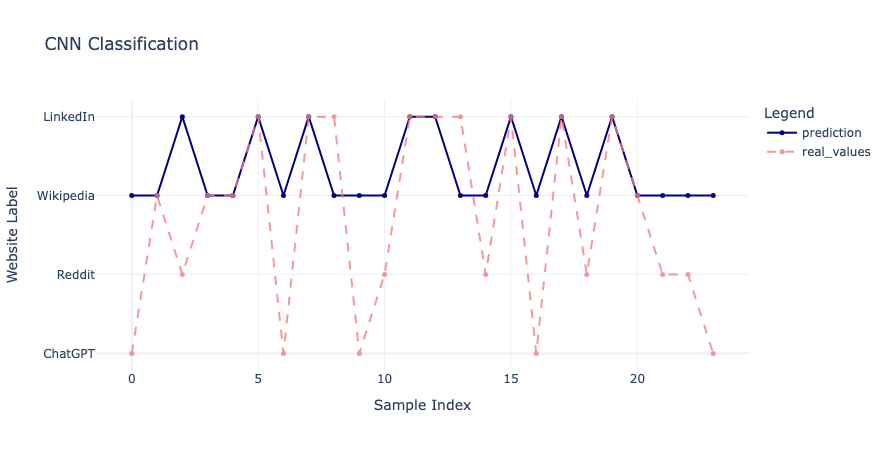 CNN Classification
LinkedIn
Wikipedia
Reddit
ChatGPT
Website Label
0 5 10 15 20
Sample Index
Legend
prediction
real_values